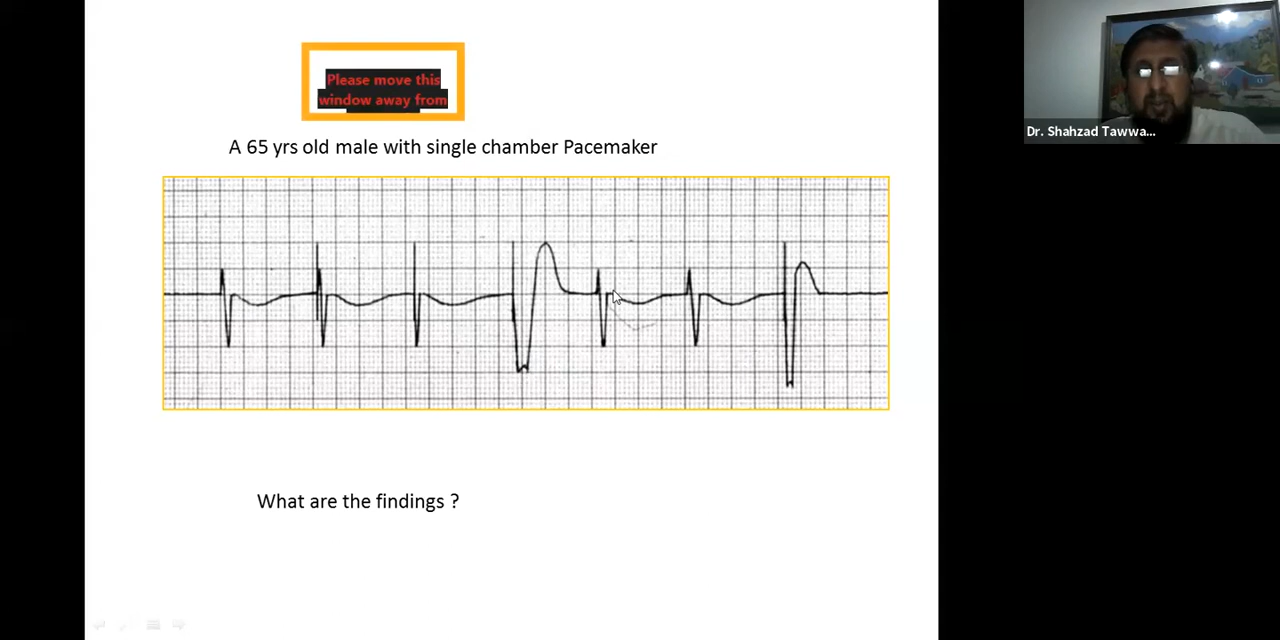 Please move this
window away from
A 65 yrs old male with single chamber Pacemaker
Dr. Shahzad Tawwa...
What are the findings ?